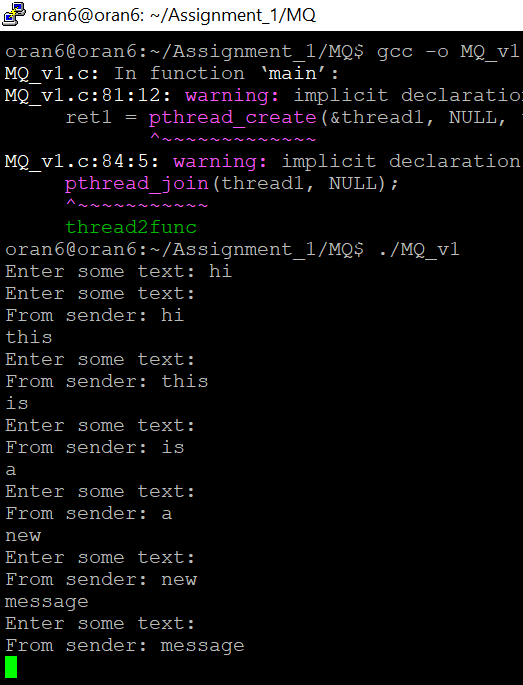 oran6@oran6: ~/Assignment_1/MQ
oran6@oran6:~/Assignment_1/MQ$ gcc -o MQ_v1
MQ_v1.c: In function ‘main’:
MQ_v1.c:81:12: warning: implicit declaration
ret1 = pthread_create(&thread1, NULL,
^~~~~~~~~~~~~~
MQ_v1.c:84:5: warning: implicit declaration
pthread_join(thread1, NULL);
^~~~~~~~~~~~
thread2func
oran6@oran6:~/Assignment_1/MQ$ ./MQ_v1
Enter some text: hi
Enter some text:
From sender: hi
this
Enter some text:
From sender: this
is
Enter some text:
From sender: is
a
Enter some text:
From sender: a
new
Enter some text:
From sender: new
message
Enter some text:
From sender: message